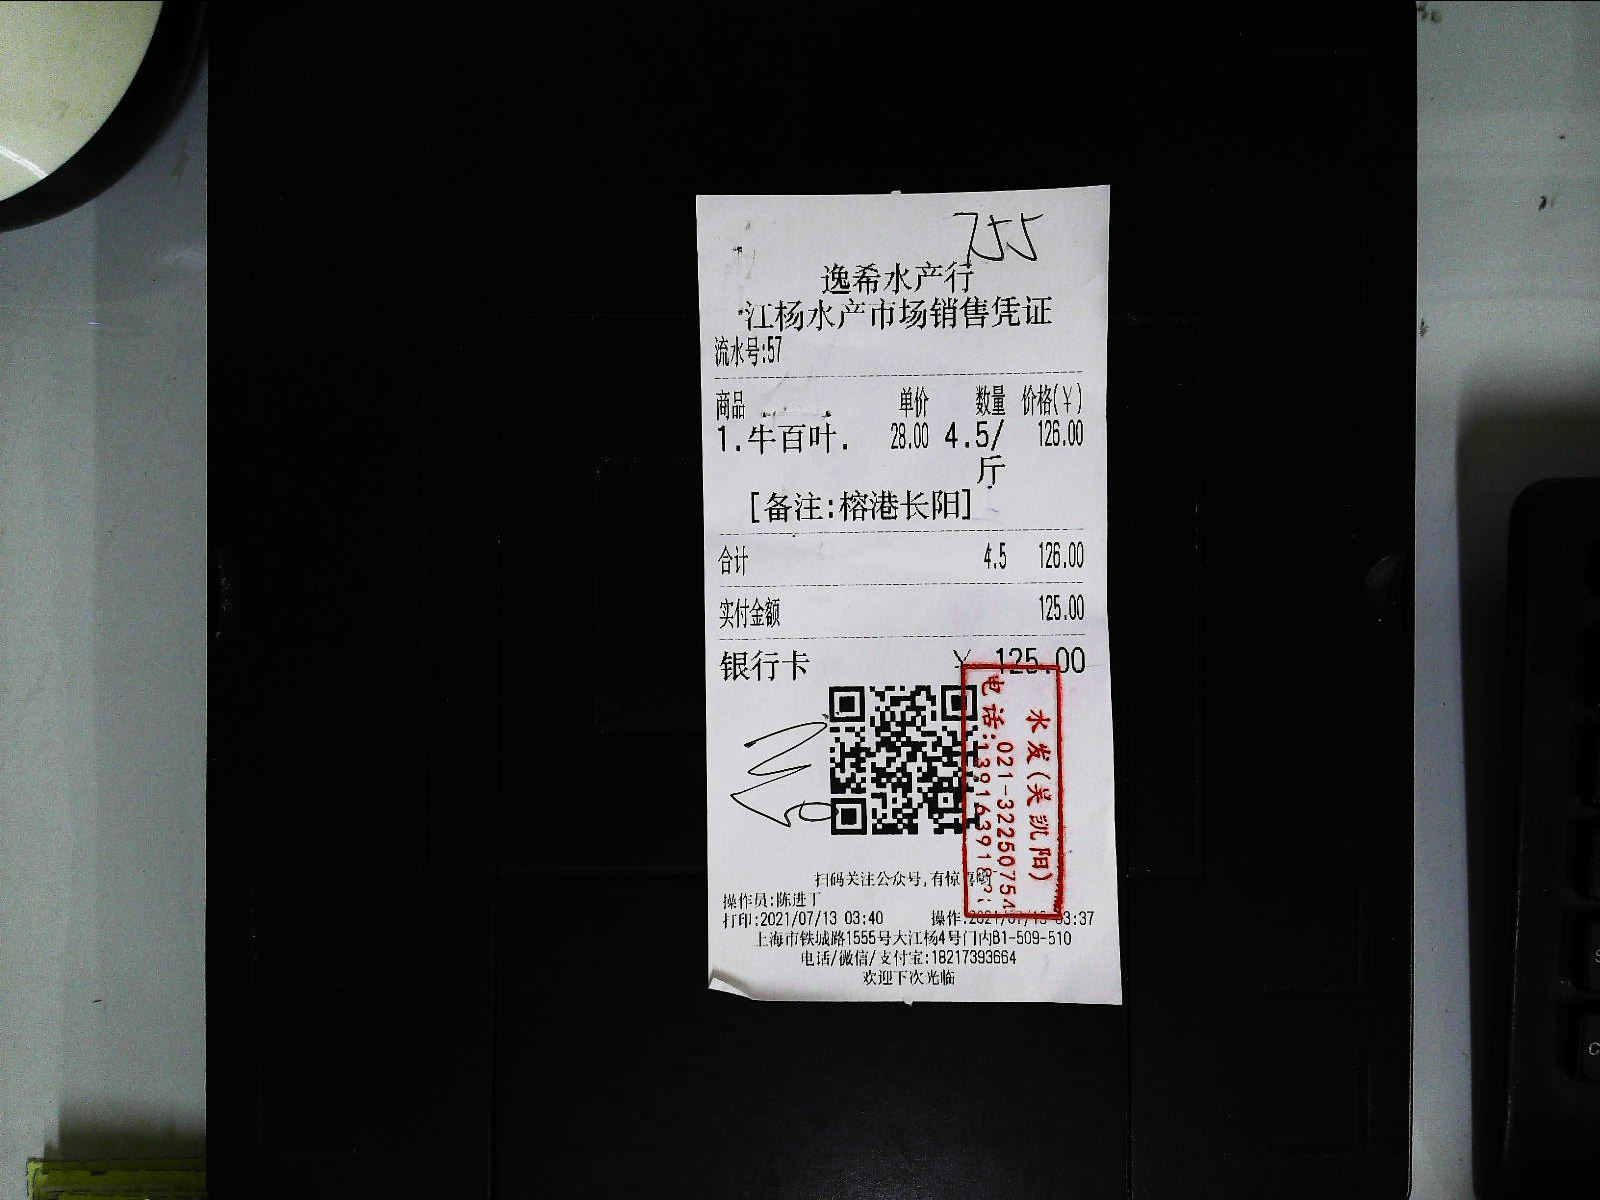 255
逸希水产行
江杨水产市场销售凭证
流水号:57
商品 单价 数量 价格(¥)
1.牛百叶. 28.00 4.5/斤 126.00
[备注:榕港长阳]
合计 4.5 126.00
实付金额 125.00
银行卡 ¥ 125.00
水发(吴凯阳)
电话:021-32250754
扫码关注公众号,有惊喜哟
操作员:陈进丁
打印:2021/07/13 03:40 操作:2021/07/13 03:37
上海市铁城路1555号大江杨4号门内B1-509-510
电话/微信/支付宝:18217393664
欢迎下次光临